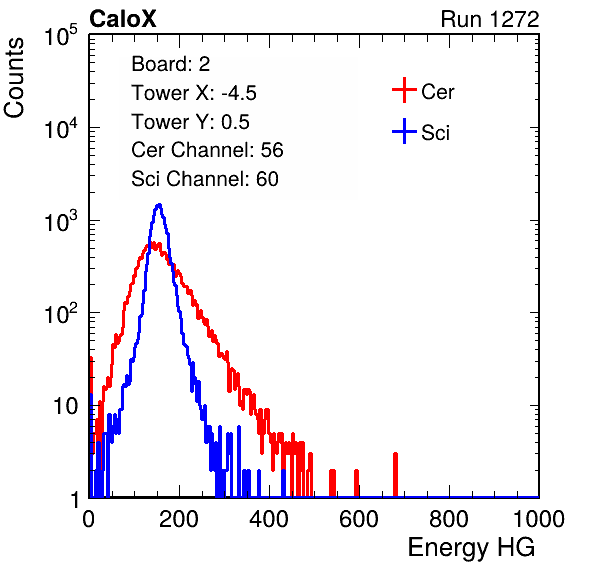 CaloX Run 1272
10^5
Counts
Board: 2
Tower X: -4.5
Tower Y: 0.5
Cer Channel: 56
Sci Channel: 60
Cer
Sci
10^4
10^3
10^2
10
1
0 200 400 600 800 1000
Energy HG